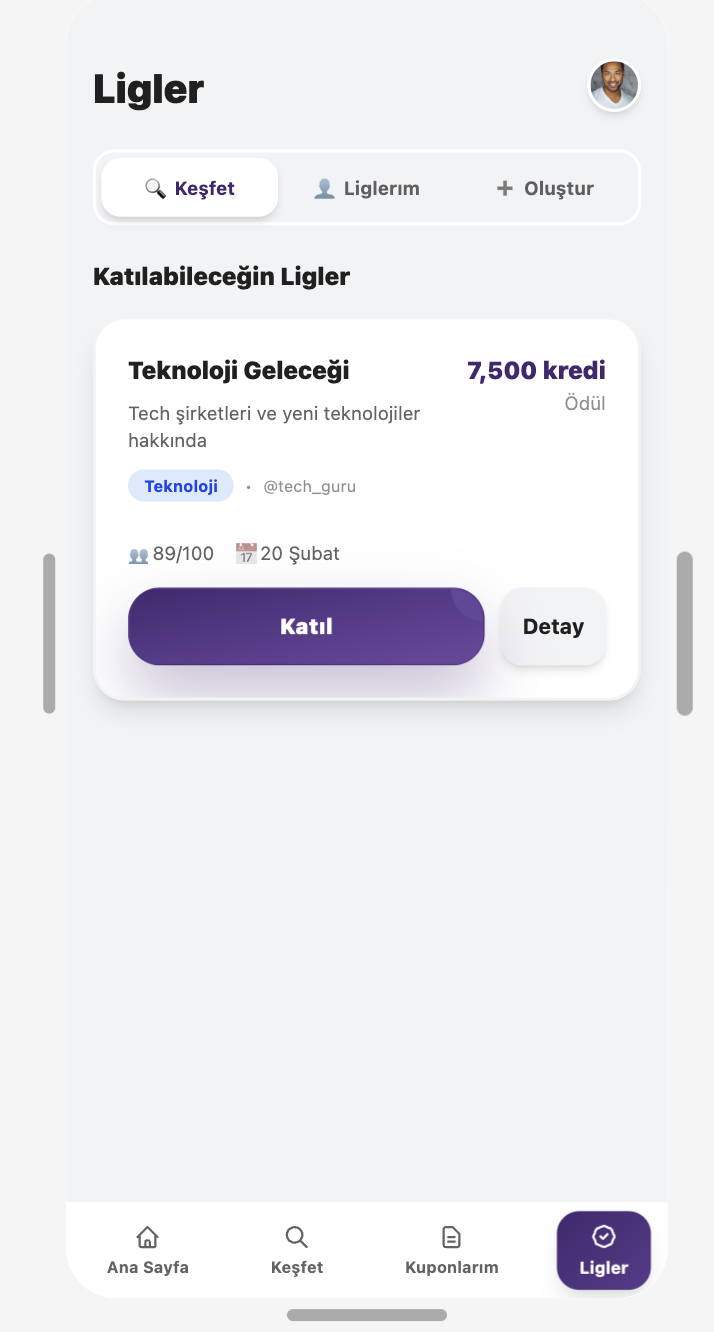 Ligler
Keşfet
Liglerım
Oluştur
Katılabileceğin Ligler
Teknoloji Geleceği
7,500 kredi
Ödül
Tech şirketleri ve yeni teknolojiler
hakkında
Teknoloji • @tech_guru
89/100 17 20 Şubat
Katıl
Detay
Ana Sayfa
Keşfet
Kuponlarım
Ligler